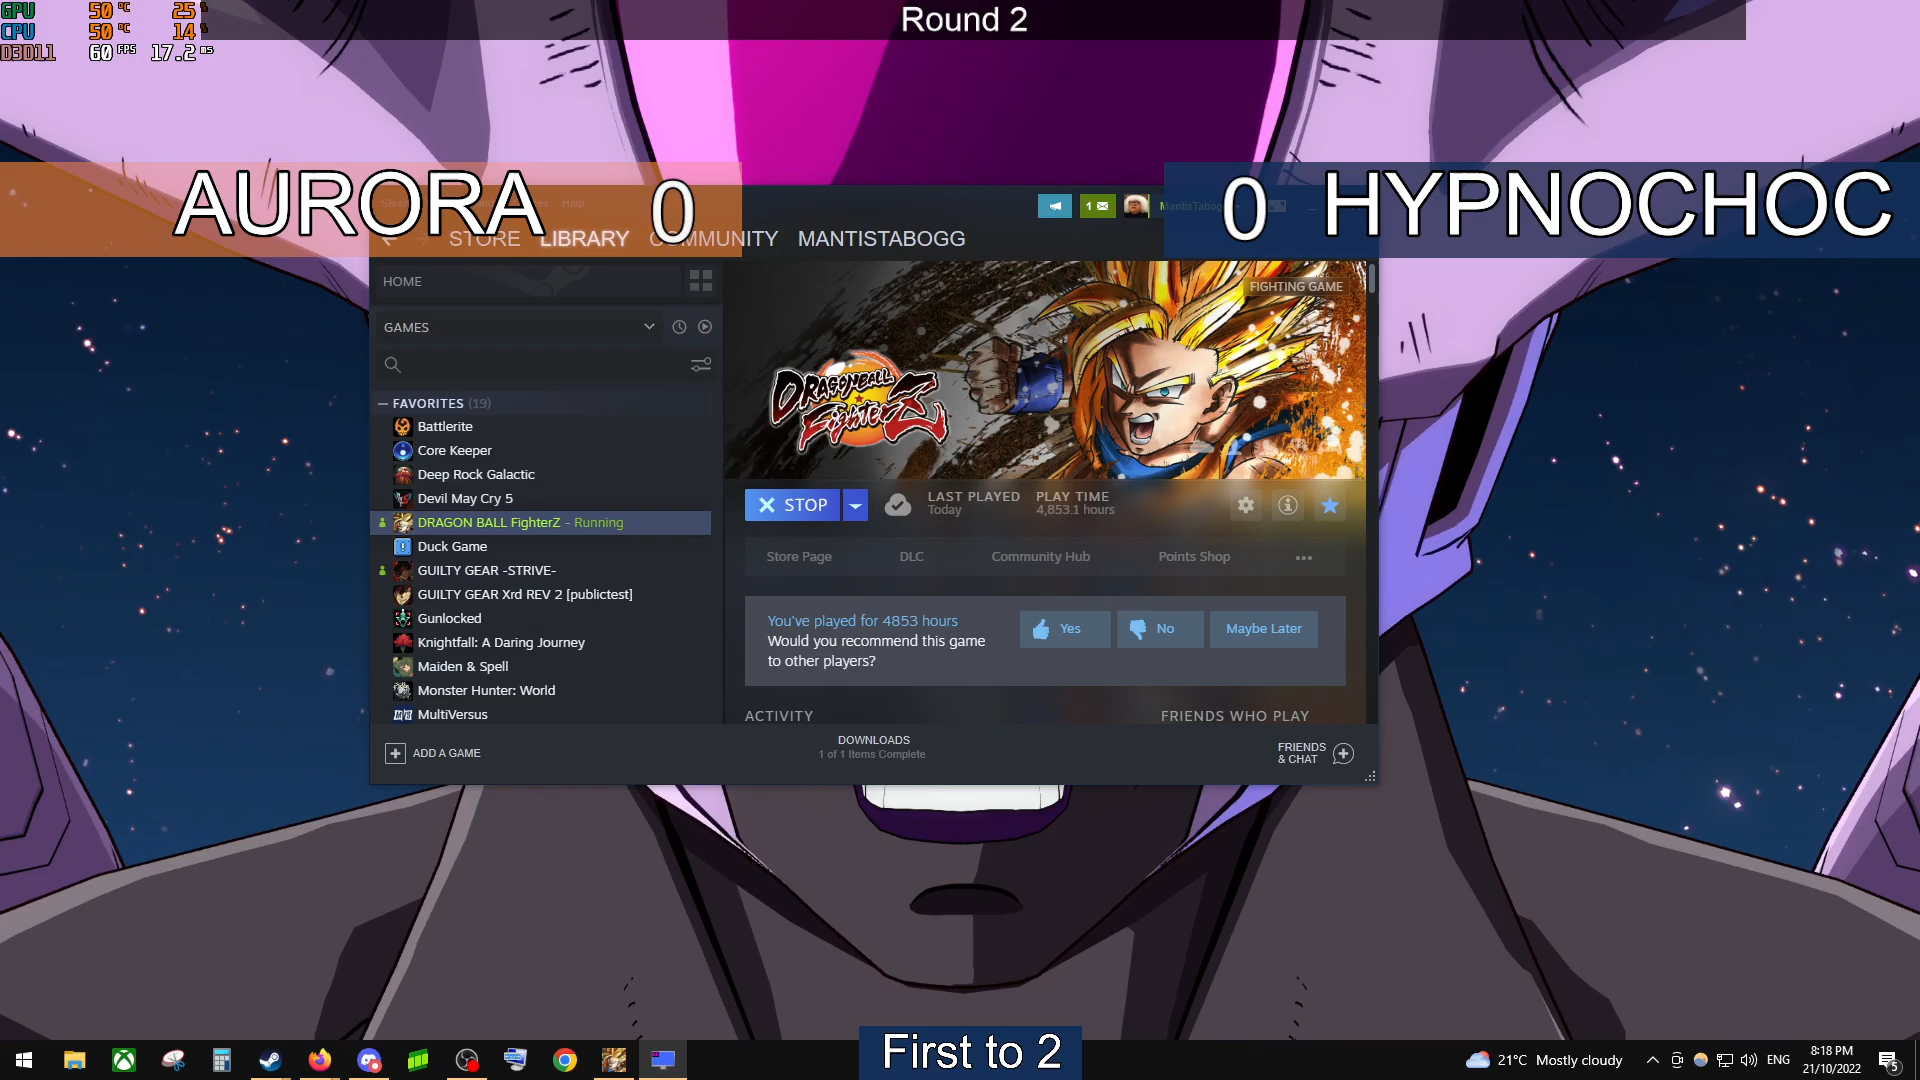 GPU 50 °C 25 %
CPU 50 °C 14 %
D3D11 60 FPS 17.2 ms
Round 2
AURORA 0
0 HYPNOCHOC
Help
1
STORE LIBRARY COMMUNITY MANTISTABOGG
HOME
FIGHTING GAME
GAMES
DRAGONBALL
FighterZ
FAVORITES (19)
Battlerite
Core Keeper
Deep Rock Galactic
Devil May Cry 5
DRAGON BALL FighterZ - Running
Duck Game
GUILTY GEAR -STRIVE-
GUILTY GEAR Xrd REV 2 [publictest]
Gunlocked
Knightfall: A Daring Journey
Maiden & Spell
Monster Hunter: World
MultiVersus
STOP
LAST PLAYED
Today
PLAY TIME
4,853.1 hours
Store Page DLC Community Hub Points Shop
You've played for 4853 hours
Would you recommend this game
to other players?
Yes No Maybe Later
ACTIVITY FRIENDS WHO PLAY
ADD A GAME
DOWNLOADS
1 of 1 Items Complete
FRIENDS
& CHAT
First to 2
21°C Mostly cloudy
ENG
8:18 PM
21/10/2022
5